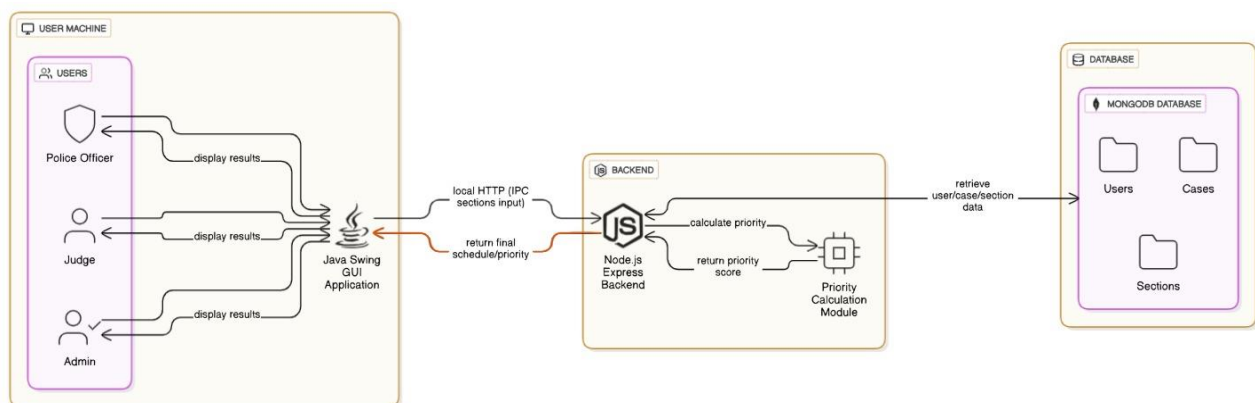 USER MACHINE
USERS
Police Officer
display results
Judge
display results
Admin
display results
Java Swing
GUI
Application
local HTTP (IPC
sections input)
return final
schedule/priority
BACKEND
JS
Node.js
Express
Backend
calculate priority
return priority
score
Priority
Calculation
Module
retrieve
user/case/section
data
DATABASE
MONGODB DATABASE
Users
Cases
Sections